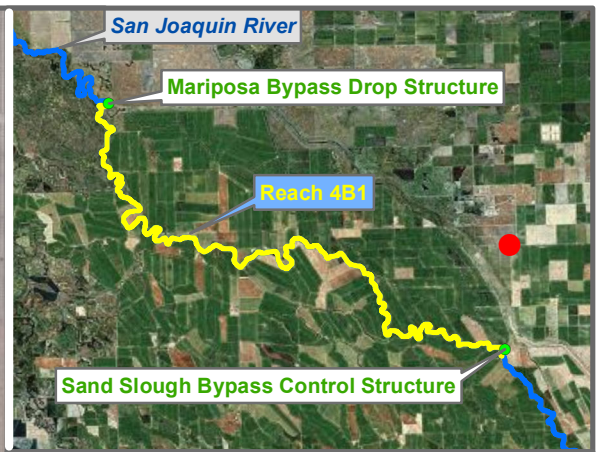 San Joaquin River
Mariposa Bypass Drop Structure
Reach 4B1
Sand Slough Bypass Control Structure